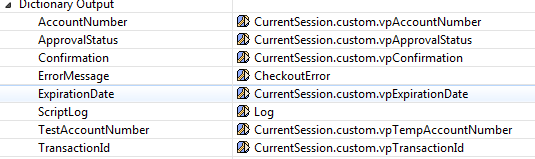 Dictionary Output
AccountNumber CurrentSession.custom.vpAccountNumber
ApprovalStatus CurrentSession.custom.vpApprovalStatus
Confirmation CurrentSession.custom.vpConfirmation
ErrorMessage CheckoutError
ExpirationDate CurrentSession.custom.vpExpirationDate
ScriptLog Log
TestAccountNumber CurrentSession.custom.vpTempAccountNumber
TransactionId CurrentSession.custom.vpTransactionId